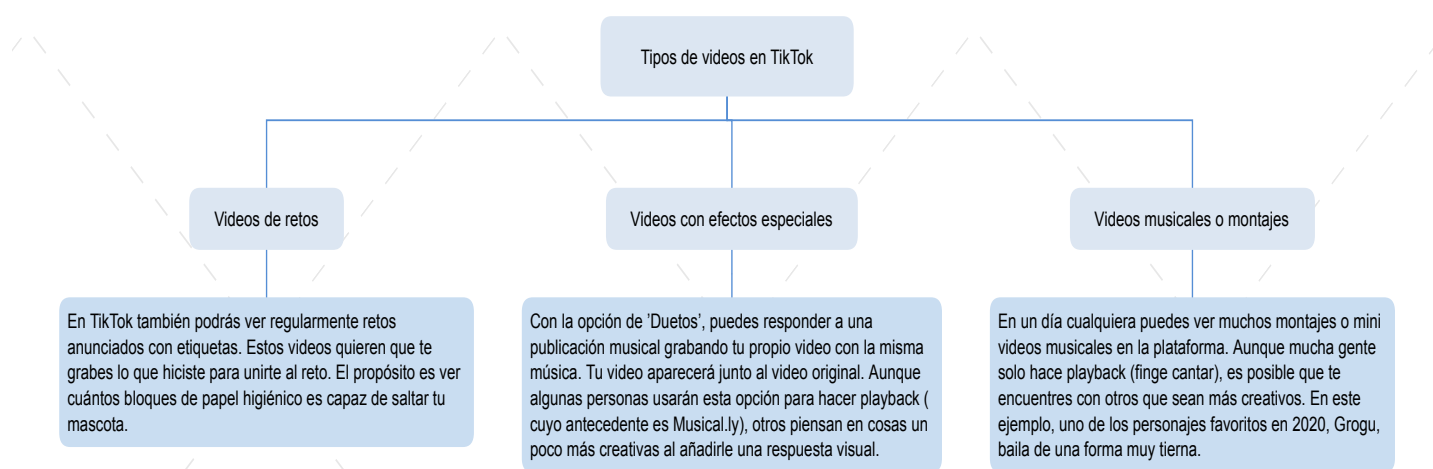 Tipos de videos en TikTok
Videos de retos
Videos con efectos especiales
Videos musicales o montajes
En TikTok también podrás ver regularmente retos
anunciados con etiquetas. Estos videos quieren que te
grabes lo que hiciste para unirte al reto. El propósito es ver
cuántos bloques de papel higiénico es capaz de saltar tu
mascota.
Con la opción de 'Duetos', puedes responder a una
publicación musical grabando tu propio video con la misma
música. Tu video aparecerá junto al video original. Aunque
algunas personas usarán esta opción para hacer playback (
cuyo antecedente es Musical.ly), otros piensan en cosas un
poco más creativas al añadirle una respuesta visual.
En un día cualquiera puedes ver muchos montajes o mini
videos musicales en la plataforma. Aunque mucha gente
solo hace playback (finge cantar), es posible que te
encuentres con otros que sean más creativos. En este
ejemplo, uno de los personajes favoritos en 2020, Grogu,
baila de una forma muy tierna.